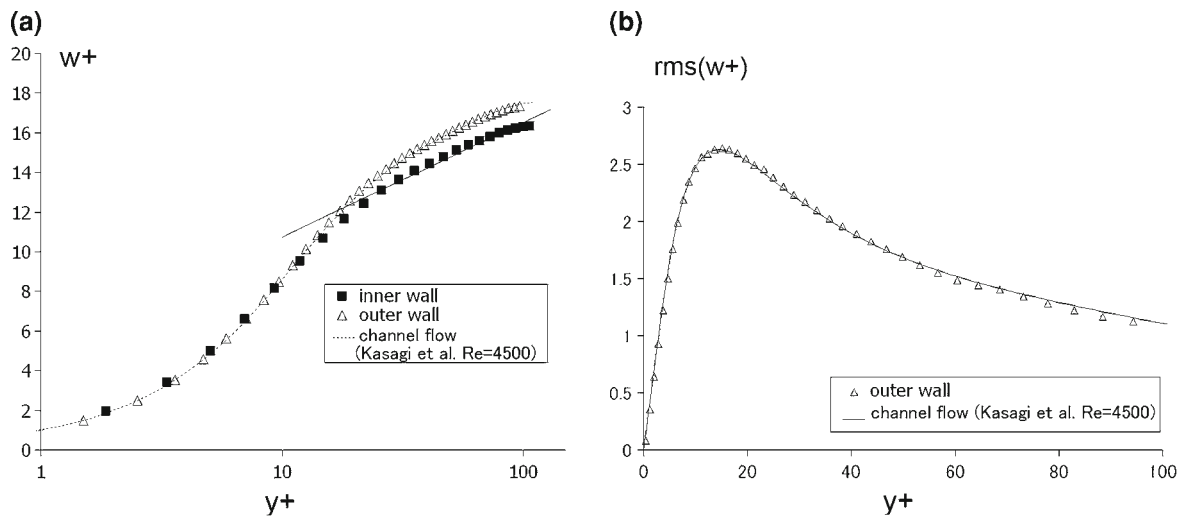 (a)
w+
20
18
16
14
12
10
8
6
4
2
0
1
10
100
y+
inner wall
outer wall
channel flow
(Kasagi et al. Re=4500)
(b)
rms(w+)
3
2.5
2
1.5
1
0.5
0
0
20
40
60
80
100
y+
outer wall
channel flow (Kasagi et al. Re=4500)